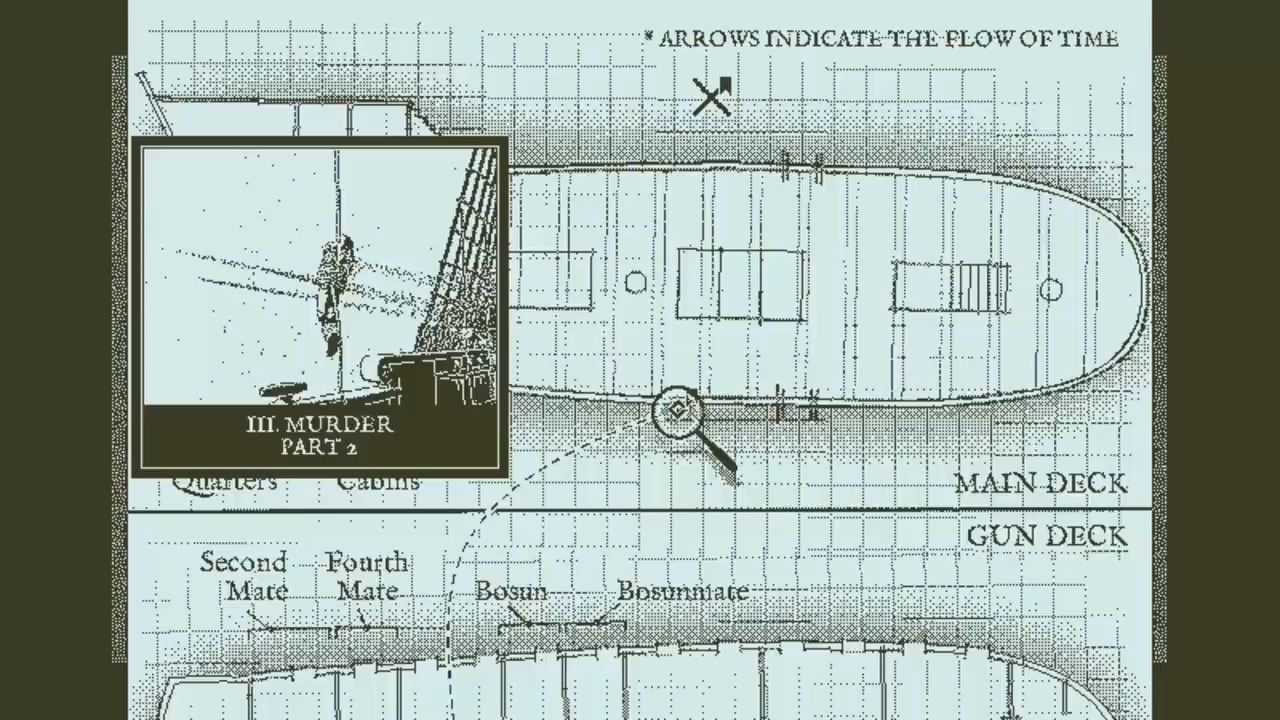 * ARROWS INDICATE THE FLOW OF TIME
III. MURDER
PART 2
Quarters Cabins
MAIN DECK
GUN DECK
Second Fourth
Mate Mate Bosun Bosunmate